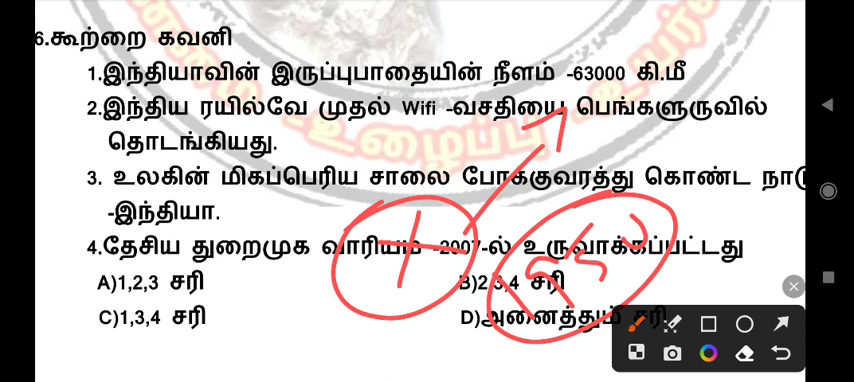 6.கூற்றை கவனி
1.இந்தியாவின் இருப்புபாதையின் நீளம் -63000 கி.மீ
2.இந்திய ரயில்வே முதல் Wifi -வசதியை பெங்களுருவில்
தொடங்கியது.
3. உலகின் மிகப்பெரிய சாலை போக்குவரத்து கொண்ட நாடு
-இந்தியா.
4.தேசிய துறைமுக வாரியம் -2007-ல் உருவாக்கப்பட்டது
A)1,2,3 சரி
B)2,3,4 சரி
C)1,3,4 சரி
D)அனைத்தும் சரி
1950
உழைப்பு